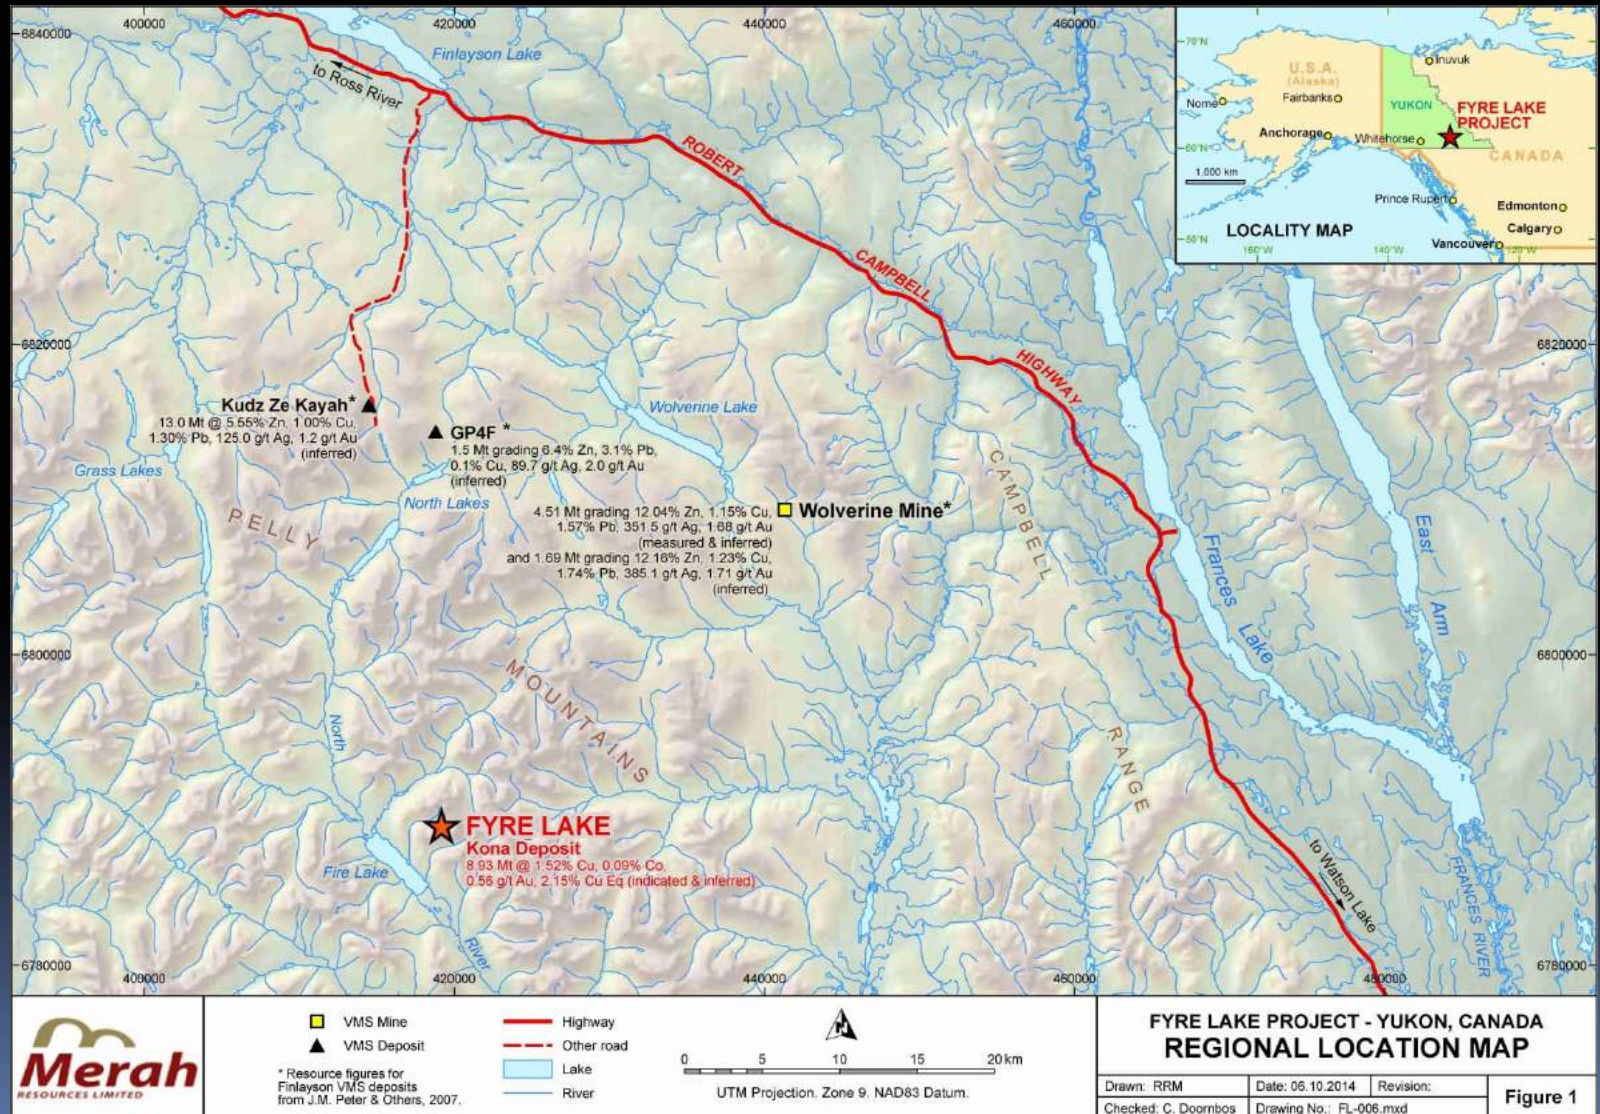 400000
420000
440000
460000
6840000
Finlayson Lake
to Ross River
ROBERT
CAMPBELL
HIGHWAY
70°N
Inuvuk
U.S.A.
(Alaska)
Nome
Fairbanks
YUKON
FYRE LAKE
PROJECT
Anchorage
Whitehorse
60°N
CANADA
1,000 km
Prince Rupert
Edmonton
LOCALITY MAP
Calgary
Vancouver
50°N
160°W
140°W
120°W
6820000
6820000
Kudz Ze Kayah*
13.0 Mt @ 5.55% Zn, 1.00% Cu,
1.30% Pb, 125.0 g/t Ag, 1.2 g/t Au
(inferred)
Wolverine Lake
GP4F *
1.5 Mt grading 6.4% Zn, 3.1% Pb,
0.1% Cu, 89.7 g/t Ag, 2.0 g/t Au
(inferred)
Grass Lakes
North Lakes
PELLY
4.51 Mt grading 12.04% Zn, 1.15% Cu,
1.57% Pb, 351.5 g/t Ag, 1.68 g/t Au
(measured & inferred)
and 1.69 Mt grading 12.16% Zn, 1.23% Cu,
1.74% Pb, 385.1 g/t Ag, 1.71 g/t Au
(inferred)
Wolverine Mine*
CAMPBELL
Frances
Lake
East
Arm
6800000
6800000
MOUNTAINS
North
RANGE
FYRE LAKE
Kona Deposit
8.93 Mt @ 1.52% Cu, 0.09% Co,
0.56 g/t Au, 2.15% Cu Eq (indicated & inferred)
Fire Lake
River
to Watson Lake
FRANCES RIVER
6780000
6780000
400000
420000
440000
460000
480000
Merah
RESOURCES LIMITED
VMS Mine
VMS Deposit
* Resource figures for
Finlayson VMS deposits
from J.M. Peter & Others, 2007.
Highway
Other road
Lake
River
N
0 5 10 15 20 km
UTM Projection. Zone 9. NAD83 Datum.
FYRE LAKE PROJECT - YUKON, CANADA
REGIONAL LOCATION MAP
Drawn: RRM
Date: 06.10.2014
Revision:
Checked: C. Doornbos
Drawing No.: FL-006.mxd
Figure 1